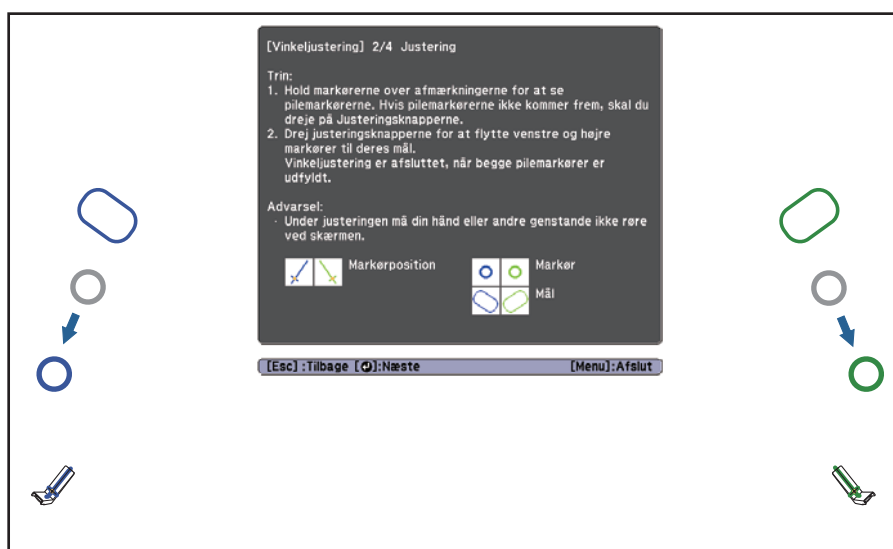 [Vinkeljustering] 2/4 Justering
Trin:
1. Hold markørerne over afmærkningerne for at se
pilemarkørerne. Hvis pilemarkørerne ikke kommer frem, skal du
dreje på Justeringsknapperne.
2. Drej justeringsknapperne for at flytte venstre og højre
markører til deres mål.
Vinkeljustering er afsluttet, når begge pilemarkører er
udfyldt.
Advarsel:
· Under justeringen må din hånd eller andre genstande ikke røre
ved skærmen.
Markørposition
Markør
Mål
[Esc] :Tilbage [⏎]:Næste [Menu]:Afslut